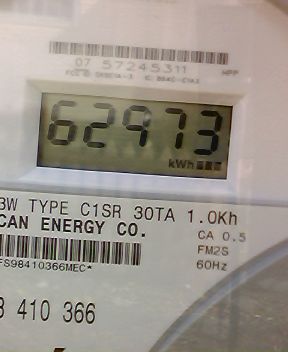 07 57245311
62973
kWh
3W TYPE C1SR 30TA 1.0Kh
CAN ENERGY CO.
CA 0.5
FM2S
60Hz
FS98410366MEC*
8 410 366